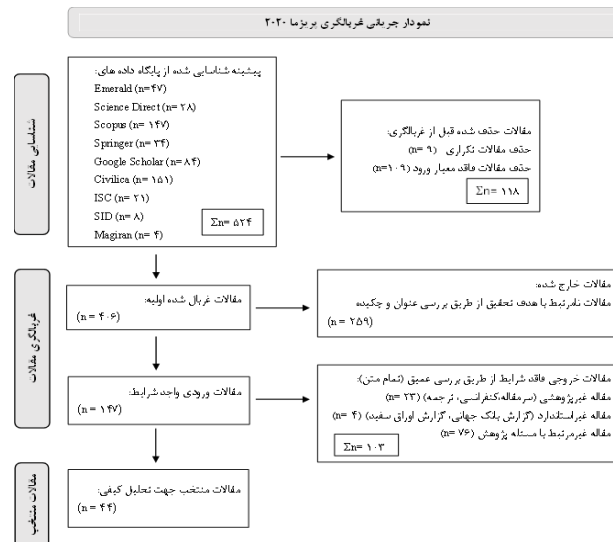 نمودار جریانی غربالگری پریزما ۲۰۲۰
شناسایی مقالات
پیشینه شناسایی شده از پایگاه داده های:
Emerald (n=۴۷)
Science Direct (n= ۲۸)
Scopus (n= ۱۴۷)
Springer (n= ۳۴)
Google Scholar (n= ۸۴)
Civilica (n= ۱۵۱)
ISC (n= ۲۱)
SID (n= ۸)
Magiran (n= ۴)
Σn= ۵۲۴
مقالات حذف شده قبل از غربالگری:
حذف مقالات تکراری (n= ۹)
حذف مقالات فاقد معیار ورود (n=۱۰۹)
Σn= ۱۱۸
غربالگری مقالات
مقالات غربال شده اولیه:
(n = ۴۰۶)
مقالات خارج شده:
مقالات نامرتبط با هدف تحقیق از طریق بررسی عنوان و چکیده
(n = ۲۵۹)
مقالات ورودی واجد شرایط:
(n = ۱۴۷)
مقالات خروجی فاقد شرایط از طریق بررسی عمیق (تمام متن):
مقاله غیرپژوهشی (سرمقاله،کنفرانسی، ترجمه) (n= ۲۳)
مقاله غیراستاندارد (گزارش بانک جهانی، گزارش اوراق سفید) (n= ۴)
مقاله غیرمرتبط با مسئله پژوهش (n= ۷۶)
Σn= ۱۰۳
مقالات منتخب
مقالات منتخب جهت تحلیل کیفی:
(n = ۴۴)